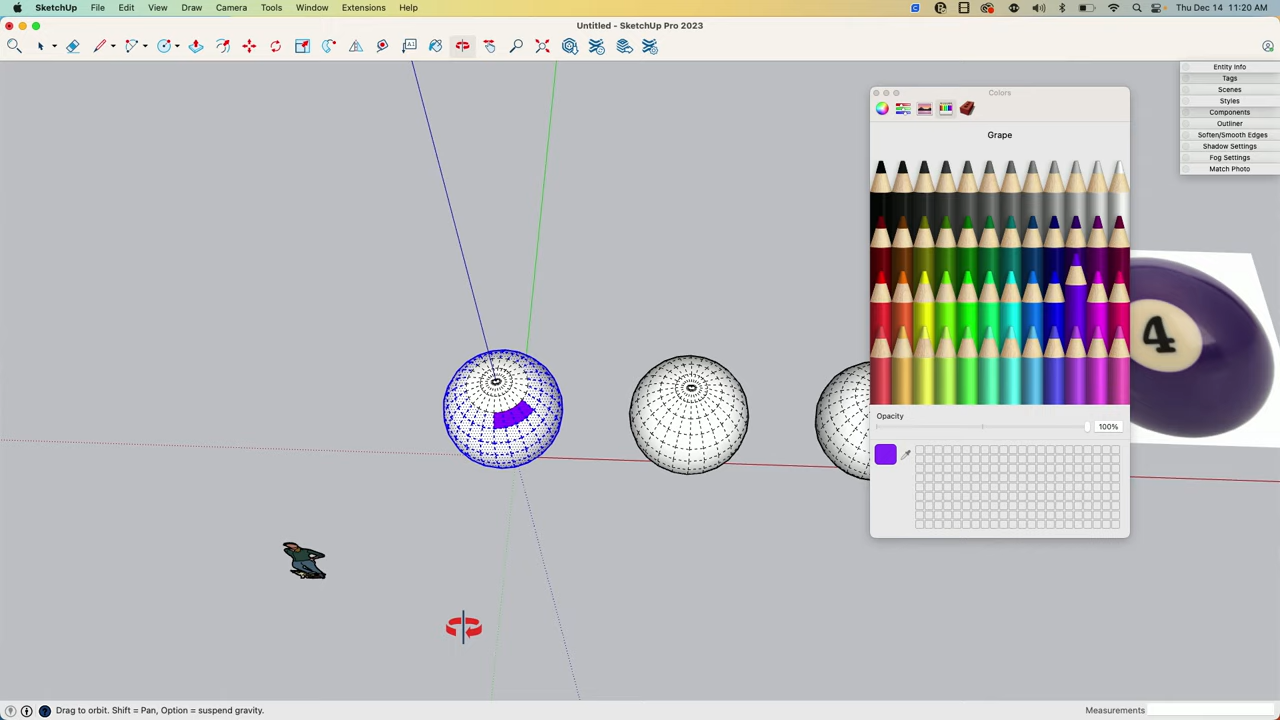 SketchUp File Edit View Draw Camera Tools Window Extensions Help Thu Dec 14 11:20 AM
Untitled - SketchUp Pro 2023
A1
Entity Info
Tags
Scenes
Styles
Components
Outliner
Soften/Smooth Edges
Shadow Settings
Fog Settings
Match Photo
Colors
Grape
4
Opacity
100%
Drag to orbit. Shift = Pan, Option = suspend gravity.
Measurements